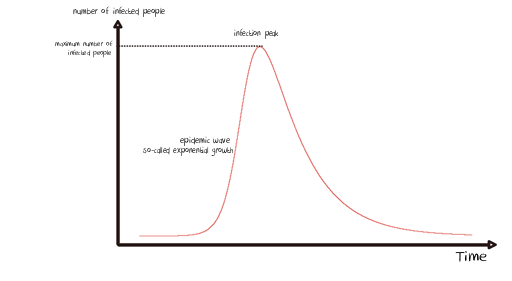 number of infected people
infection peak
maximum number of
infected people
epidemic wave
so-called exponential growth
Time